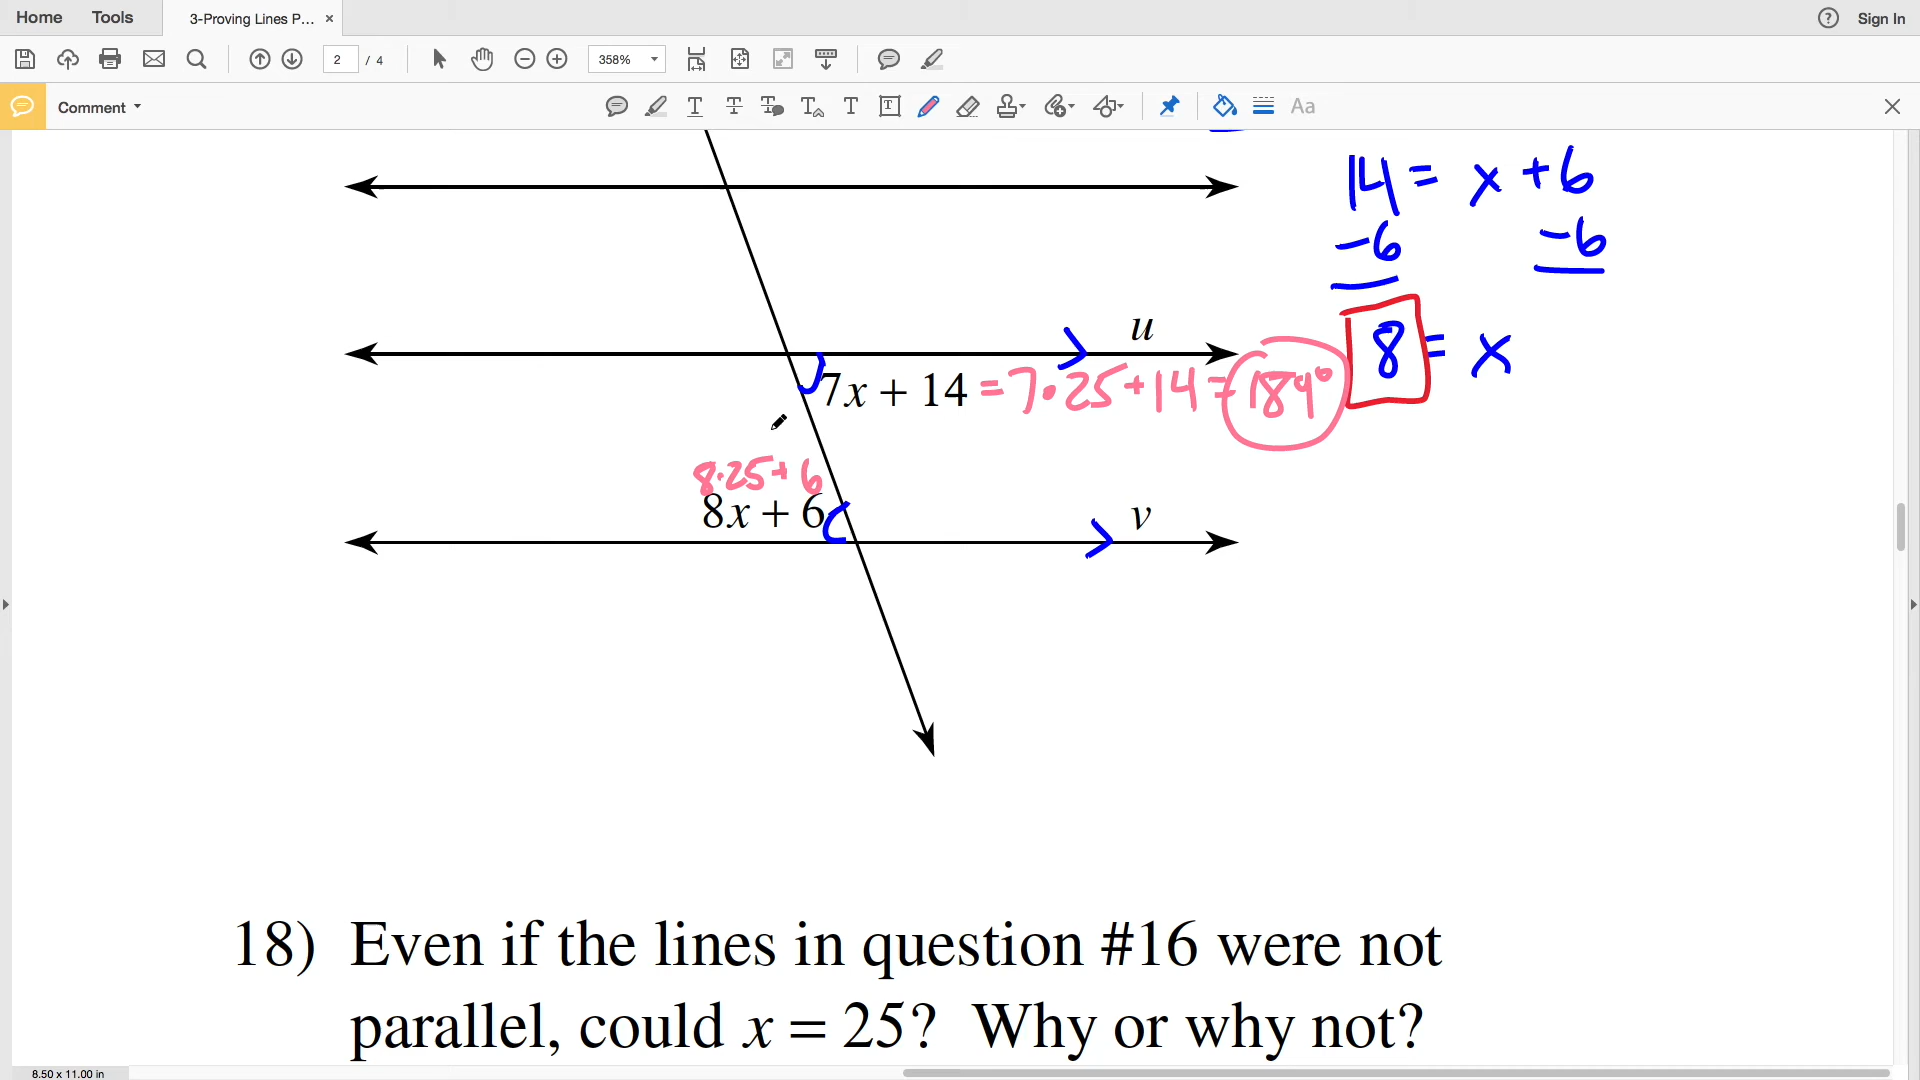 Home Tools 3-Proving Lines P... × Sign In
2 / 4 358%
Comment Aa
14 = x + 6
-6 -6
8 = x
u
7x + 14 = 7·25+14 = 189°
8·25+ 6
8x + 6
v
18) Even if the lines in question #16 were not
parallel, could x = 25? Why or why not?
8.50 x 11.00 in